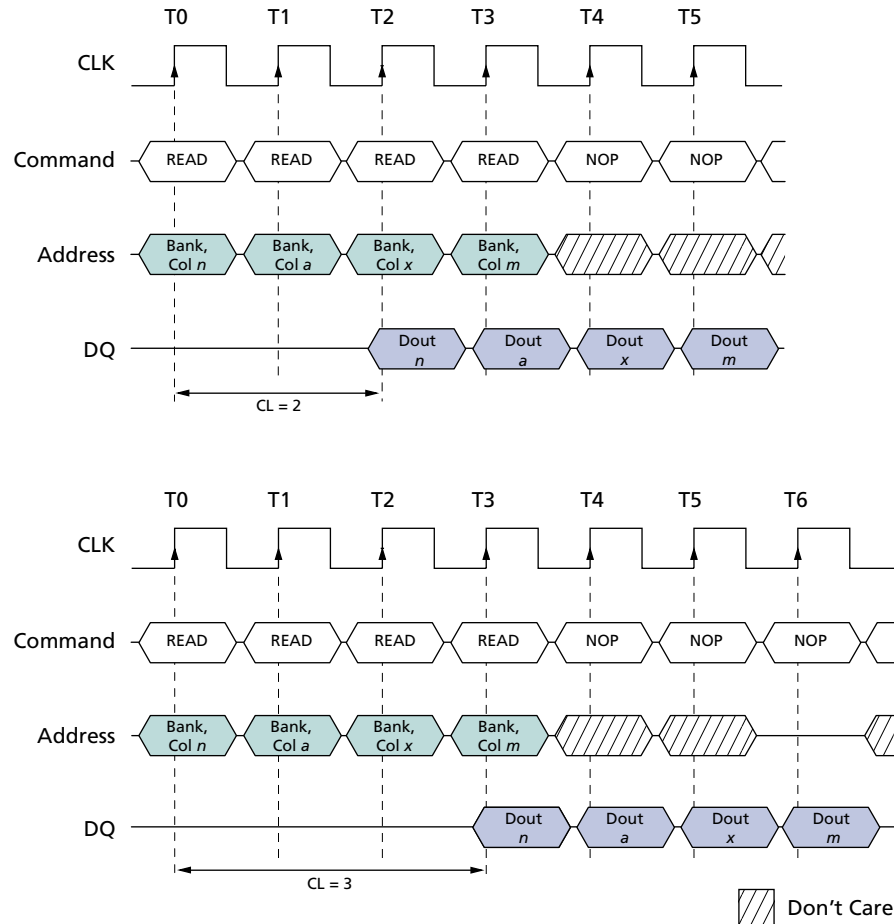 T0 T1 T2 T3 T4 T5
CLK
Command READ READ READ READ NOP NOP
Address Bank, Col n Bank, Col a Bank, Col x Bank, Col m
DQ Dout n Dout a Dout x Dout m
CL = 2
T0 T1 T2 T3 T4 T5 T6
CLK
Command READ READ READ READ NOP NOP NOP
Address Bank, Col n Bank, Col a Bank, Col x Bank, Col m
DQ Dout n Dout a Dout x Dout m
CL = 3
Don't Care